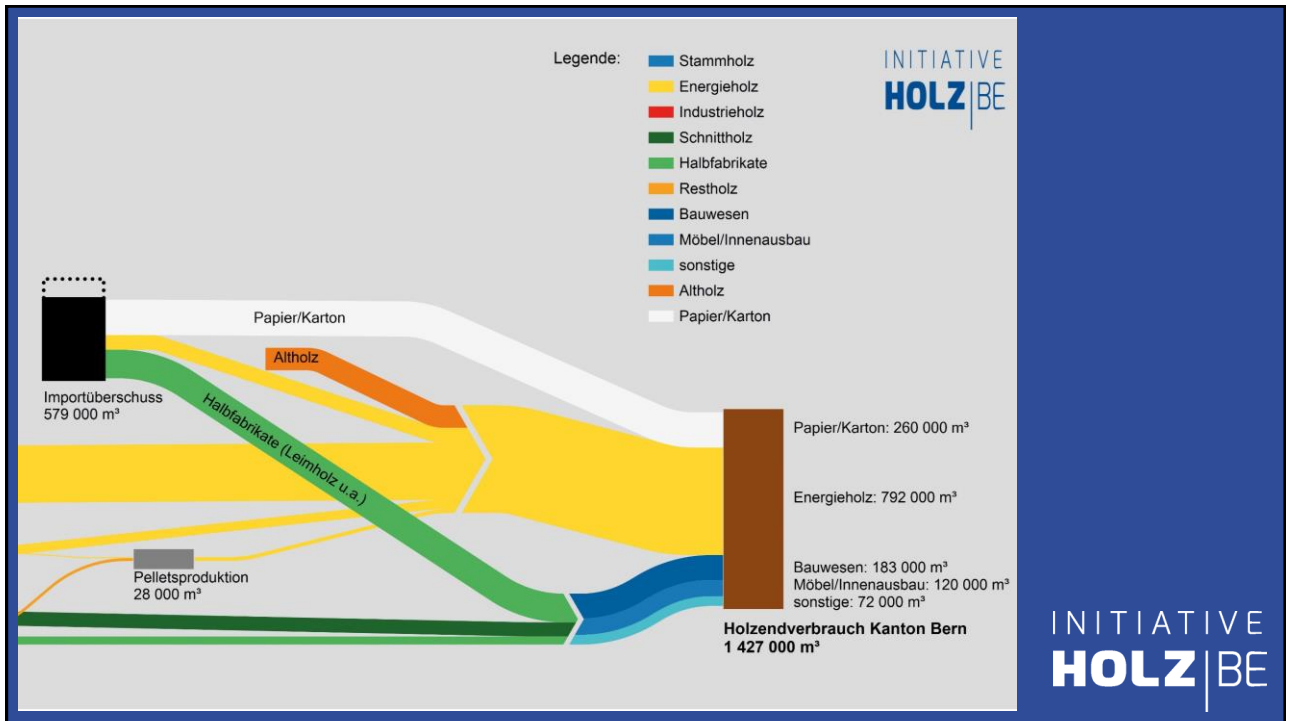 Legende:
Stammholz
Energieholz
Industrieholz
Schnittholz
Halbfabrikate
Restholz
Bauwesen
Möbel/Innenausbau
sonstige
Altholz
Papier/Karton
INITIATIVE
HOLZ|BE
Papier/Karton
Altholz
Importüberschuss
579 000 m³
Halbfabrikate (Leimholz u.a.)
Papier/Karton: 260 000 m³
Energieholz: 792 000 m³
Pelletsproduktion
28 000 m³
Bauwesen: 183 000 m³
Möbel/Innenausbau: 120 000 m³
sonstige: 72 000 m³
Holzendverbrauch Kanton Bern
1 427 000 m³
INITIATIVE
HOLZ|BE